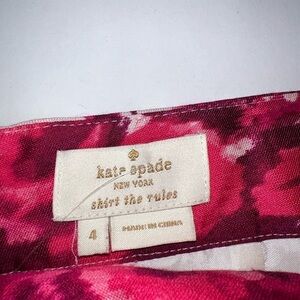 kate spade
NEW YORK
skirt the rules
4
MADE IN CHINA